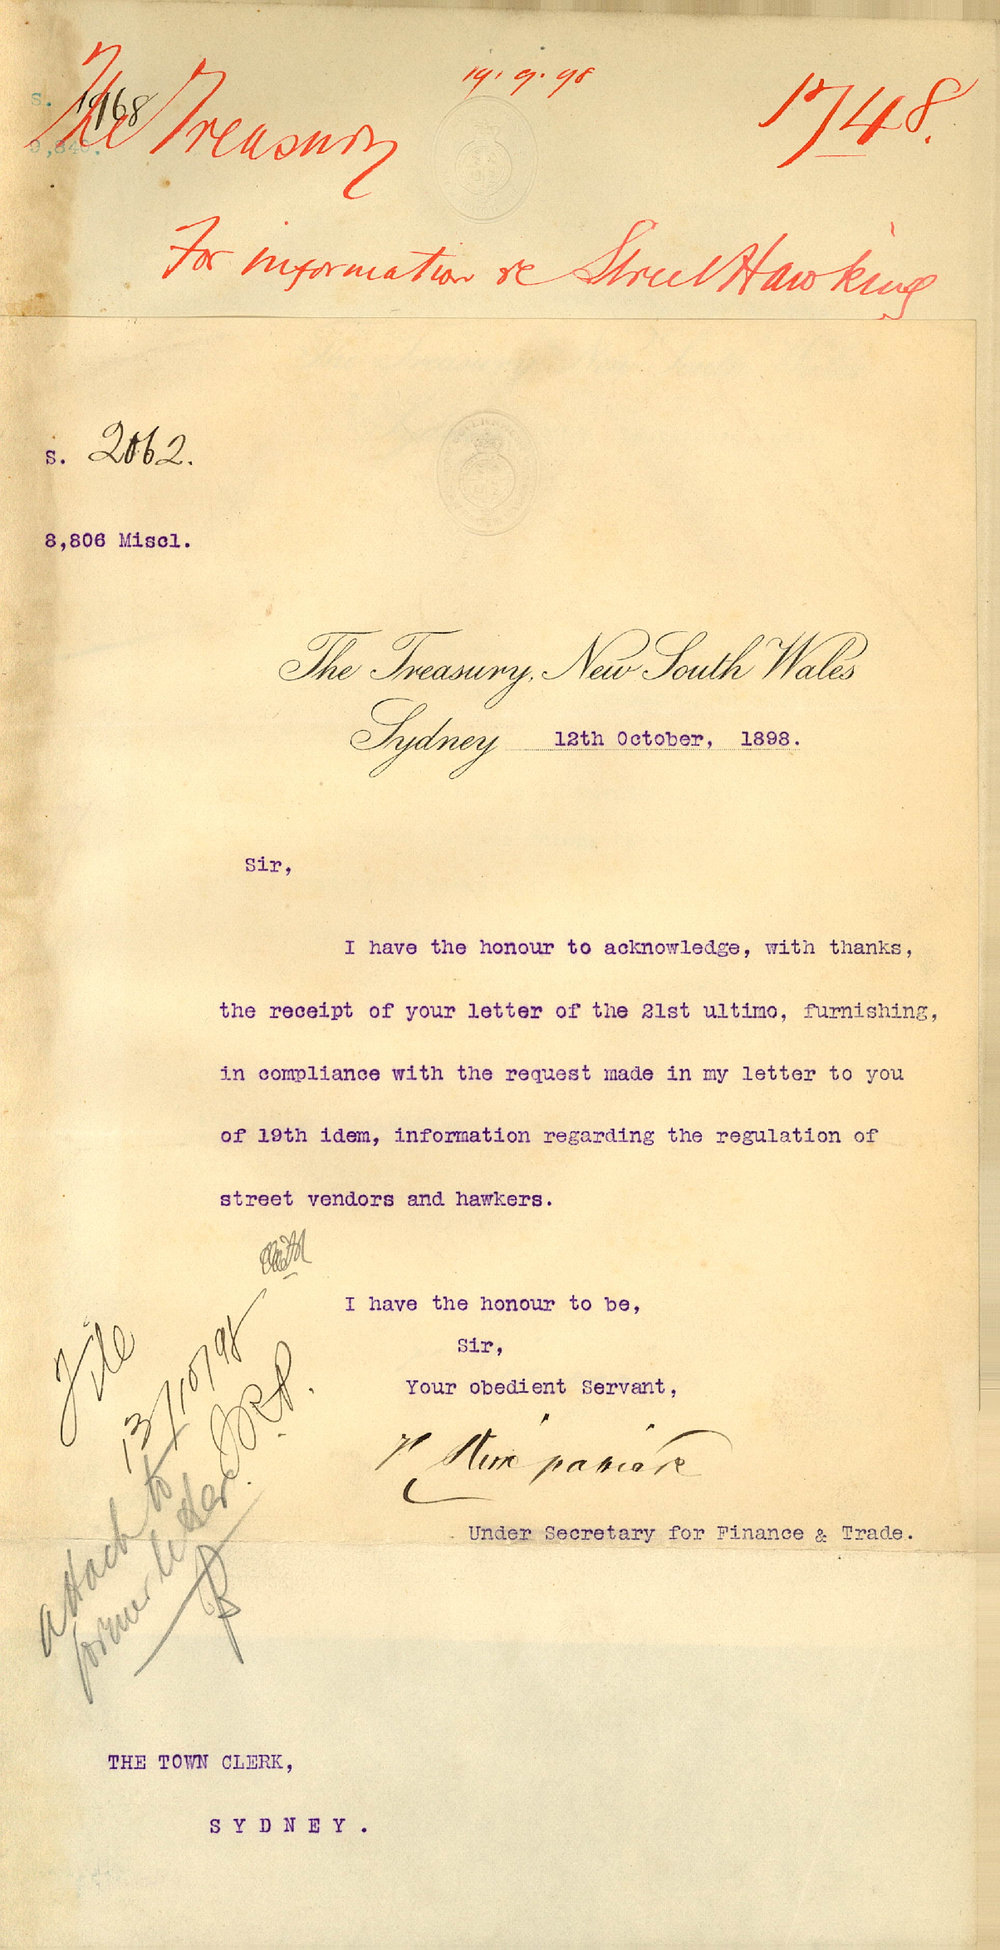 19.9.98
The Treasury
1748.
S. 1968
9,840.
For information re Street Hawking
S. 2062.
8,806 Miscl.
The Treasury, New South Wales
Sydney 12th October, 1898.
Sir,
I have the honour to acknowledge, with thanks,
the receipt of your letter of the 21st ultimo, furnishing,
in compliance with the request made in my letter to you
of 19th idem, information regarding the regulation of
street vendors and hawkers.
I have the honour to be,
Sir,
Your obedient Servant,
Kirkpatrick
Under Secretary for Finance & Trade.
File
13/10/98
attach to
former letter
THE TOWN CLERK,
SYDNEY.